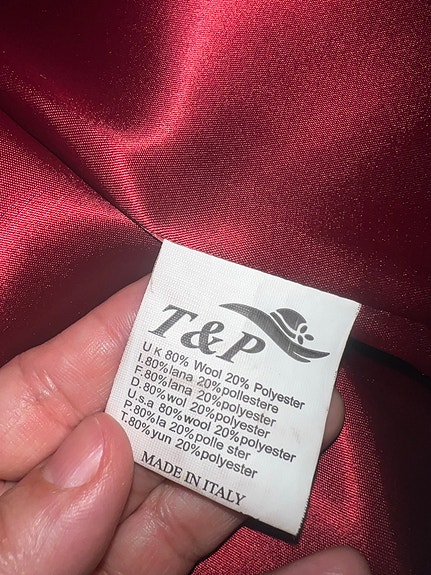 T&P
U K 80% Wool 20% Polyester
I.80%lana 20%pollestere
F.80%lana 20%polyester
D.80%wol 20%polyester
U.s.a 80%wool 20%polyester
P.80%la 20%polle ster
T.80%yun 20%polyester
MADE IN ITALY